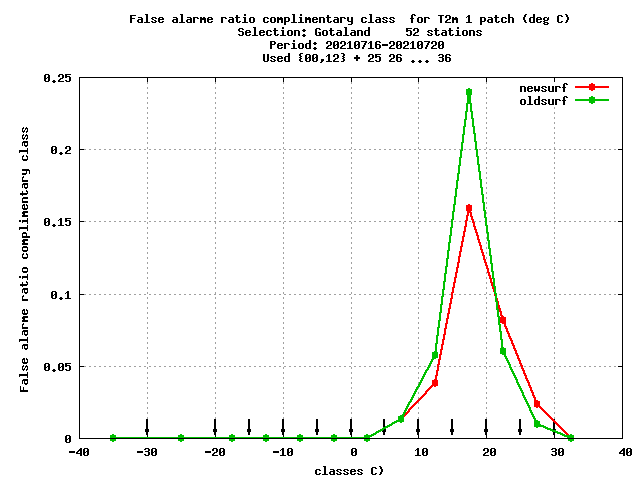 False alarme ratio complimentary class  for T2m 1 patch (deg C)
Selection: Gotaland     52 stations
Period: 20210716-20210720
Used {00,12} + 25 26 ... 36
newsurf
oldsurf
False alarme ratio complimentary class
0.25
0.2
0.15
0.1
0.05
0
-40 -30 -20 -10 0 10 20 30 40
classes C)